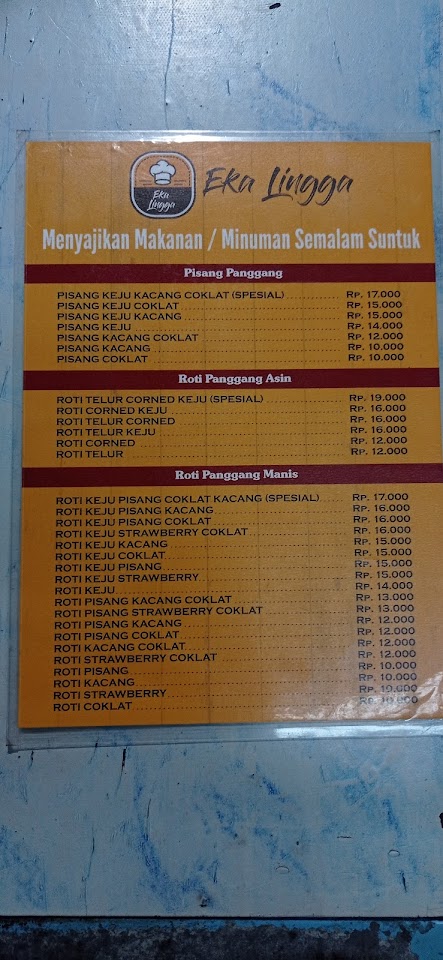 Eka Lingga
Eka Lingga
Menyajikan Makanan / Minuman Semalam Suntuk
Pisang Panggang
PISANG KEJU KACANG COKLAT (SPESIAL) RP. 17.000
PISANG KEJU COKLAT RP. 15.000
PISANG KEJU KACANG RP. 15.000
PISANG KEJU RP. 14.000
PISANG KACANG COKLAT RP. 12.000
PISANG KACANG RP. 10.000
PISANG COKLAT RP. 10.000
Roti Panggang Asin
ROTI TELUR CORNED KEJU (SPESIAL) RP. 19.000
ROTI CORNED KEJU RP. 16.000
ROTI TELUR CORNED RP. 16.000
ROTI TELUR KEJU RP. 16.000
ROTI CORNED RP. 12.000
ROTI TELUR RP. 12.000
Roti Panggang Manis
ROTI KEJU PISANG COKLAT KACANG (SPESIAL) RP. 17.000
ROTI KEJU PISANG KACANG RP. 16.000
ROTI KEJU PISANG COKLAT RP. 16.000
ROTI KEJU STRAWBERRY COKLAT RP. 16.000
ROTI KEJU KACANG RP. 15.000
ROTI KEJU COKLAT RP. 15.000
ROTI KEJU PISANG RP. 15.000
ROTI KEJU STRAWBERRY RP. 15.000
ROTI KEJU RP. 14.000
ROTI PISANG KACANG COKLAT RP. 13.000
ROTI PISANG STRAWBERRY COKLAT RP. 13.000
ROTI PISANG KACANG RP. 12.000
ROTI PISANG COKLAT RP. 12.000
ROTI KACANG COKLAT RP. 12.000
ROTI STRAWBERRY COKLAT RP. 12.000
ROTI PISANG RP. 10.000
ROTI KACANG RP. 10.000
ROTI STRAWBERRY RP. 10.000
ROTI COKLAT RP. 10.000